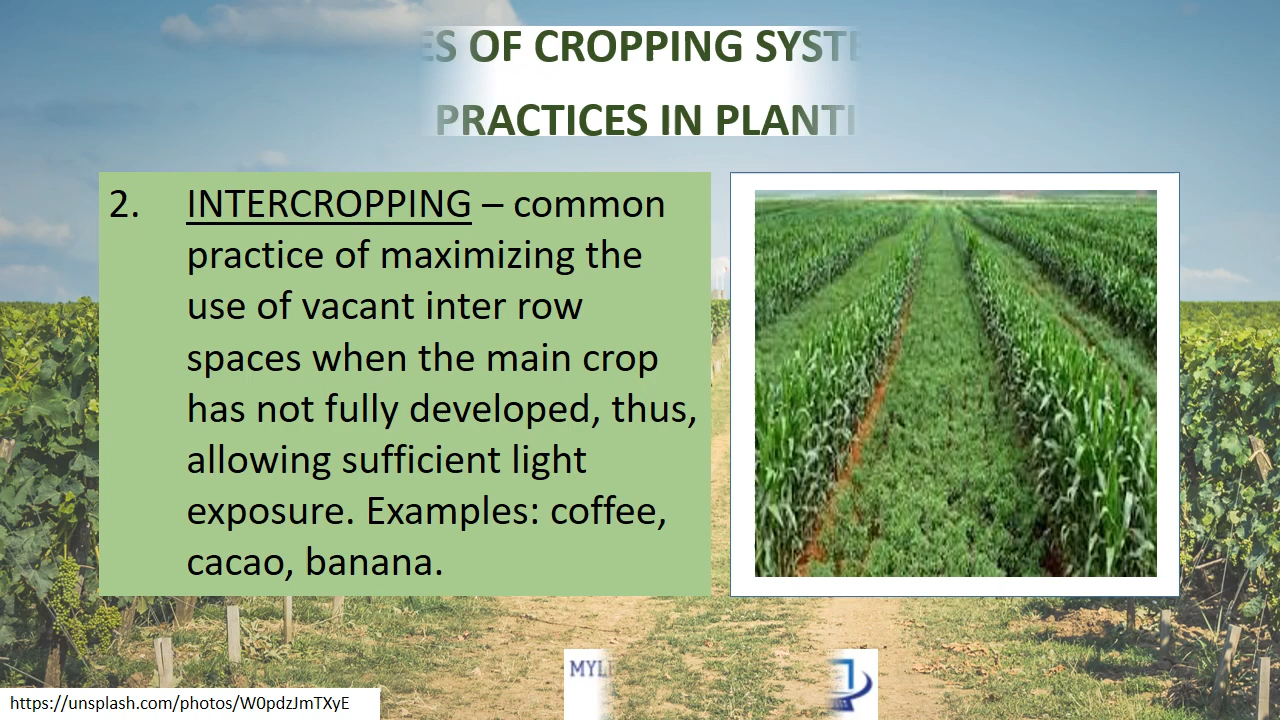 ES OF CROPPING SYSTE
PRACTICES IN PLANTI
2. INTERCROPPING – common
practice of maximizing the
use of vacant inter row
spaces when the main crop
has not fully developed, thus,
allowing sufficient light
exposure. Examples: coffee,
cacao, banana.
https://unsplash.com/photos/W0pdzJmTXyE